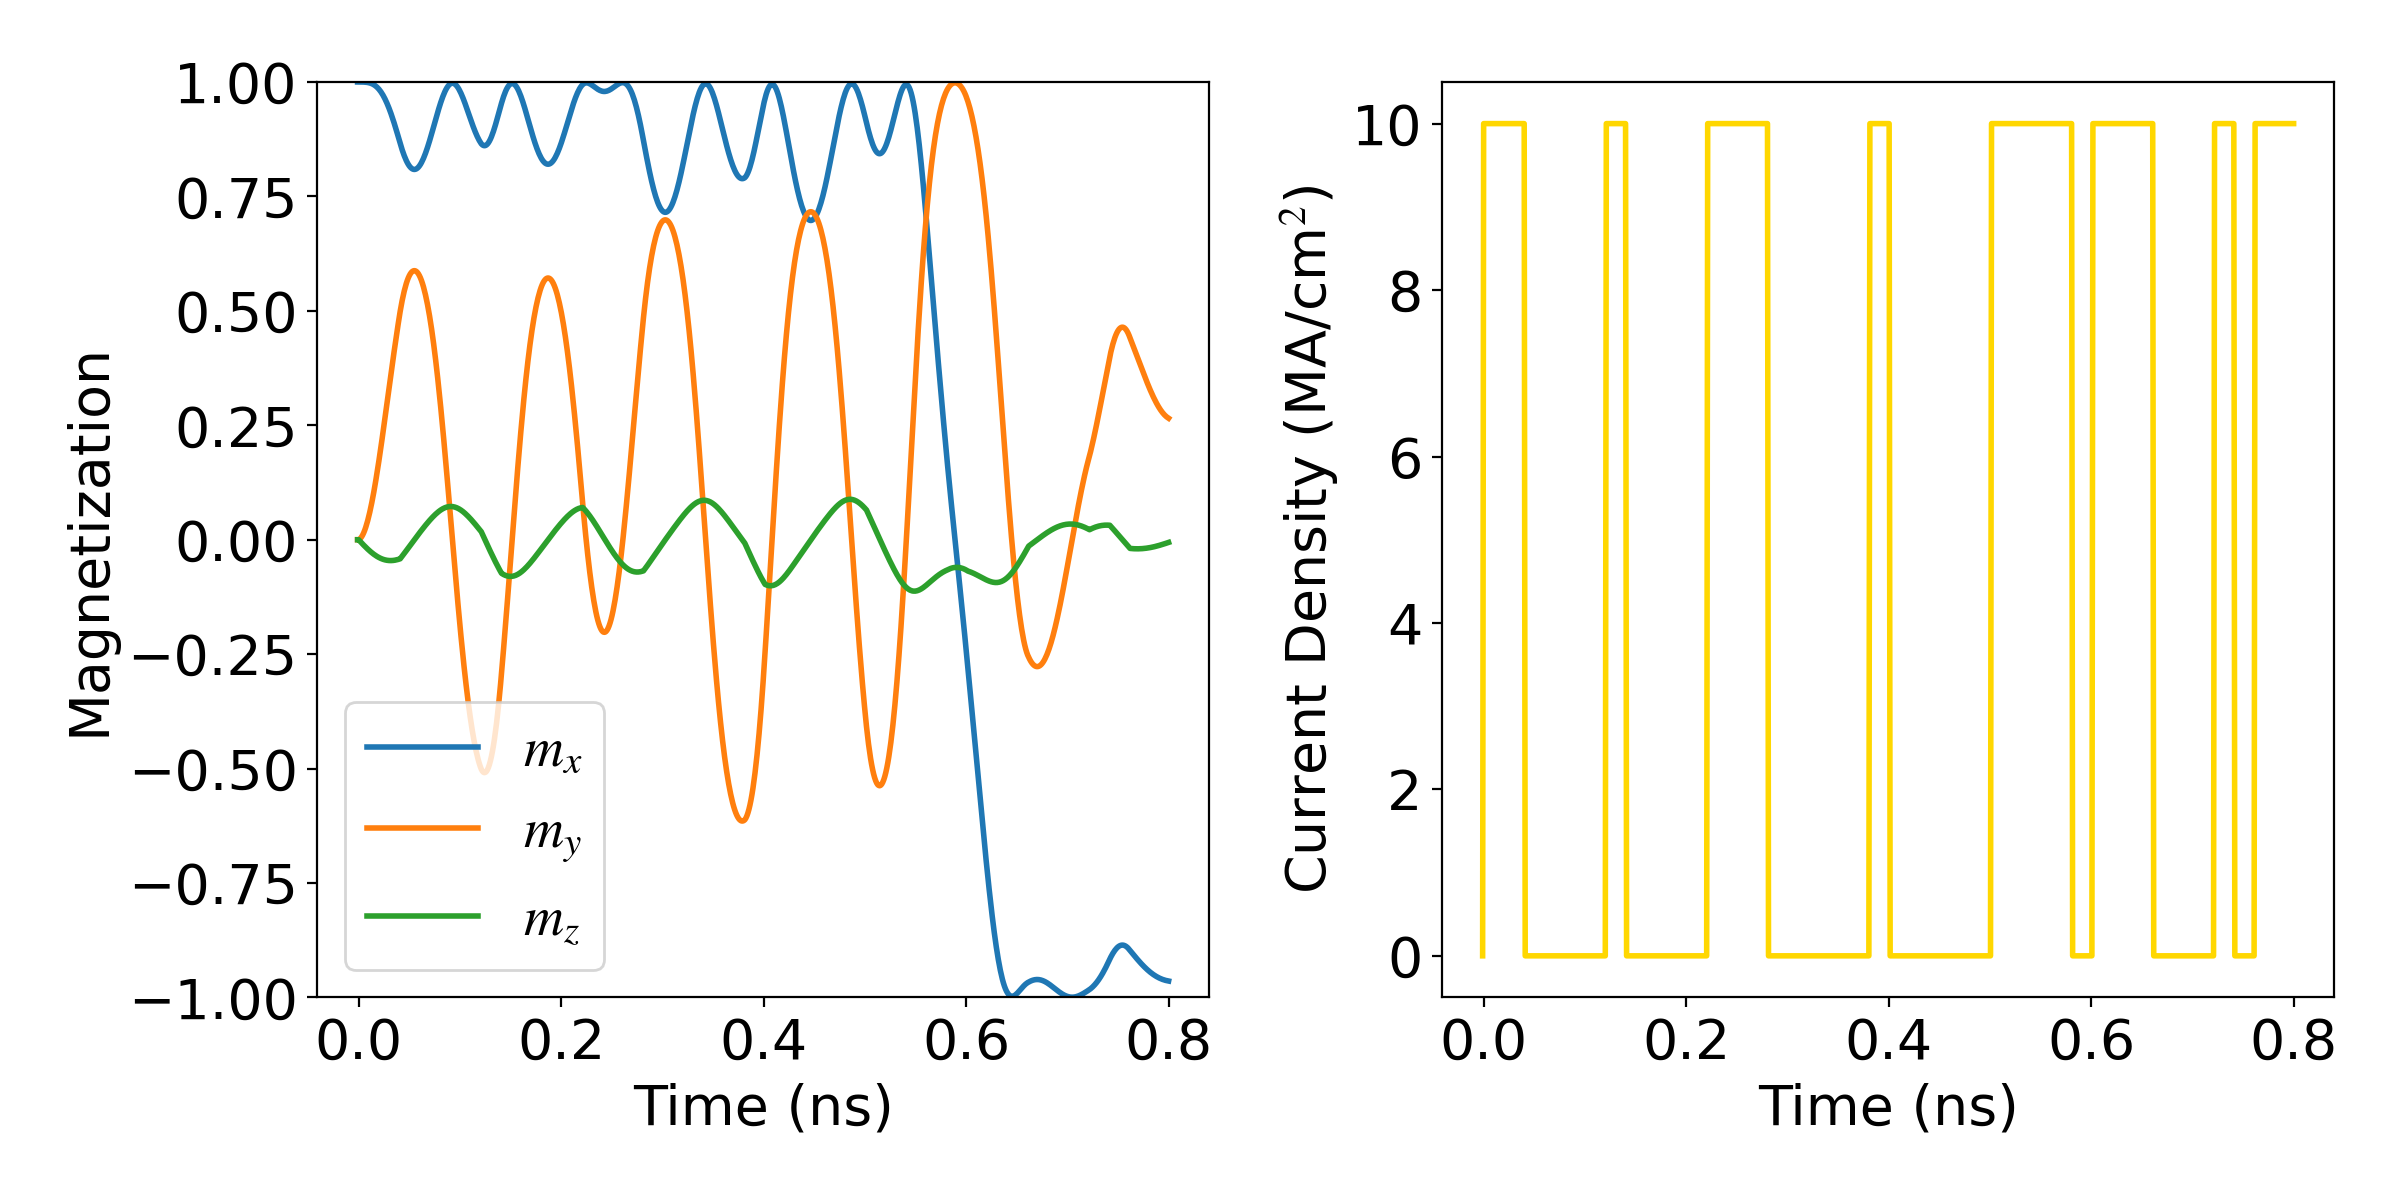 Magnetization
1.00
0.75
0.50
0.25
0.00
−0.25
−0.50
−0.75
−1.00
m_x
m_y
m_z
0.0 0.2 0.4 0.6 0.8
Time (ns)
Current Density (MA/cm²)
10
8
6
4
2
0
0.0 0.2 0.4 0.6 0.8
Time (ns)